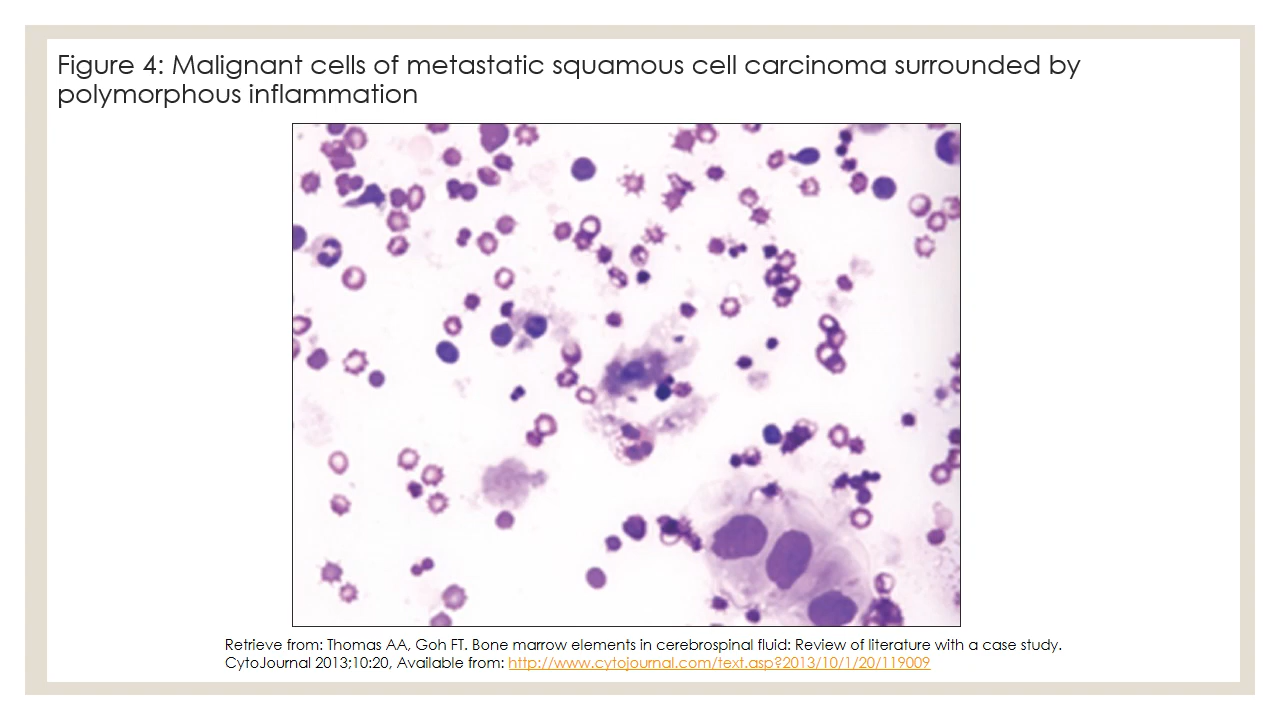 Figure 4: Malignant cells of metastatic squamous cell carcinoma surrounded by
polymorphous inflammation
Retrieve from: Thomas AA, Goh FT. Bone marrow elements in cerebrospinal fluid: Review of literature with a case study.
CytoJournal 2013;10:20, Available from: http://www.cytojournal.com/text.asp?2013/10/1/20/119009